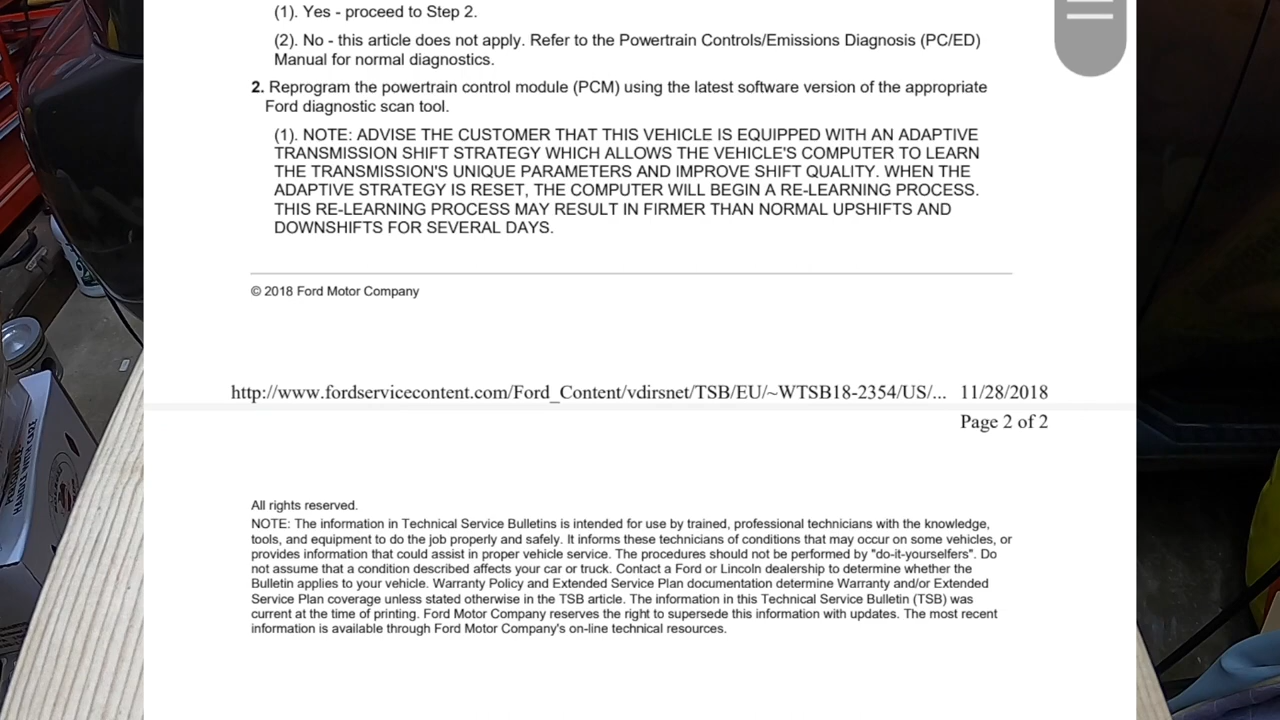 (1). Yes - proceed to Step 2.
(2). No - this article does not apply. Refer to the Powertrain Controls/Emissions Diagnosis (PC/ED)
Manual for normal diagnostics.
2. Reprogram the powertrain control module (PCM) using the latest software version of the appropriate
Ford diagnostic scan tool.
(1). NOTE: ADVISE THE CUSTOMER THAT THIS VEHICLE IS EQUIPPED WITH AN ADAPTIVE
TRANSMISSION SHIFT STRATEGY WHICH ALLOWS THE VEHICLE'S COMPUTER TO LEARN
THE TRANSMISSION'S UNIQUE PARAMETERS AND IMPROVE SHIFT QUALITY. WHEN THE
ADAPTIVE STRATEGY IS RESET, THE COMPUTER WILL BEGIN A RE-LEARNING PROCESS.
THIS RE-LEARNING PROCESS MAY RESULT IN FIRMER THAN NORMAL UPSHIFTS AND
DOWNSHIFTS FOR SEVERAL DAYS.
© 2018 Ford Motor Company
http://www.fordservicecontent.com/Ford_Content/vdirsnet/TSB/EU/~WTSB18-2354/US/... 11/28/2018
Page 2 of 2
All rights reserved.
NOTE: The information in Technical Service Bulletins is intended for use by trained, professional technicians with the knowledge,
tools, and equipment to do the job properly and safely. It informs these technicians of conditions that may occur on some vehicles, or
provides information that could assist in proper vehicle service. The procedures should not be performed by "do-it-yourselfers". Do
not assume that a condition described affects your car or truck. Contact a Ford or Lincoln dealership to determine whether the
Bulletin applies to your vehicle. Warranty Policy and Extended Service Plan documentation determine Warranty and/or Extended
Service Plan coverage unless stated otherwise in the TSB article. The information in this Technical Service Bulletin (TSB) was
current at the time of printing. Ford Motor Company reserves the right to supersede this information with updates. The most recent
information is available through Ford Motor Company's on-line technical resources.